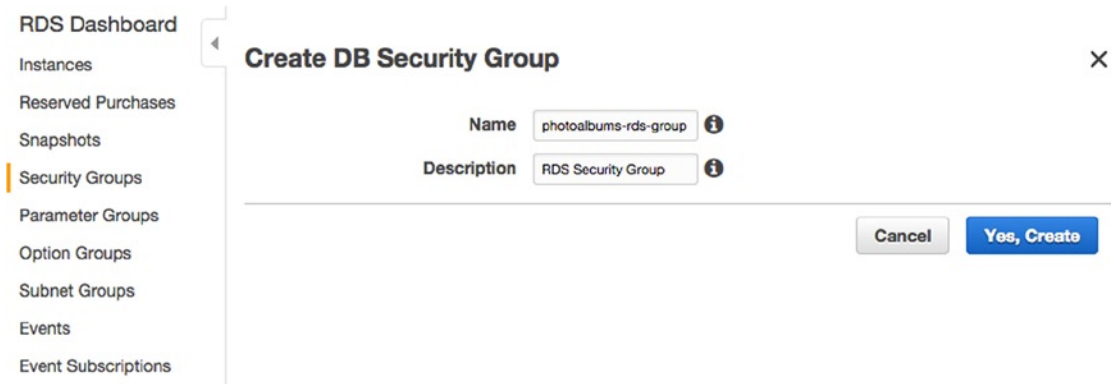 RDS Dashboard
Instances
Reserved Purchases
Snapshots
Security Groups
Parameter Groups
Option Groups
Subnet Groups
Events
Event Subscriptions
Create DB Security Group
Name photoalbums-rds-group
Description RDS Security Group
Cancel Yes, Create